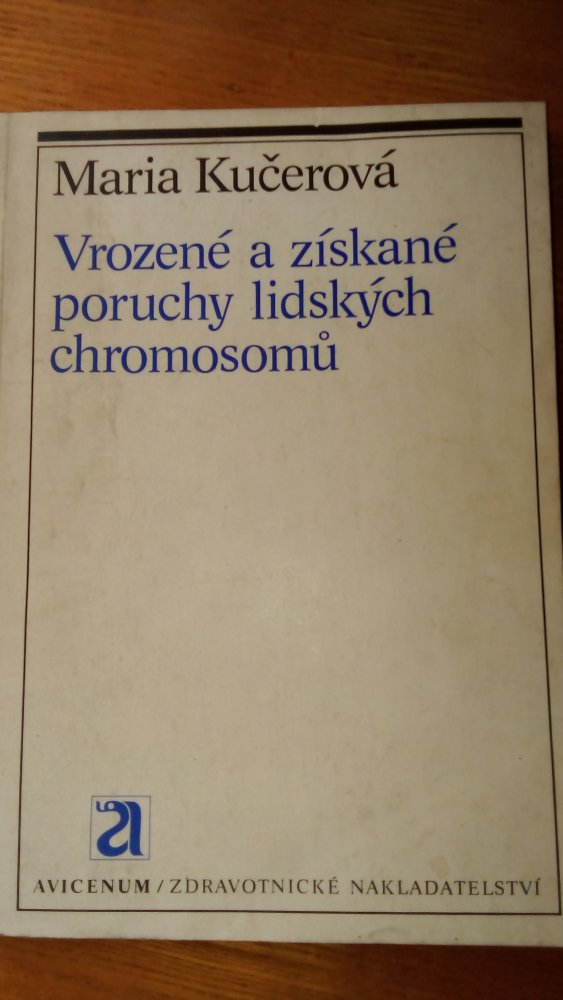 Maria Kučerová
Vrozené a získané
poruchy lidských
chromosomů
AVICENUM / ZDRAVOTNICKÉ NAKLADATELSTVÍ